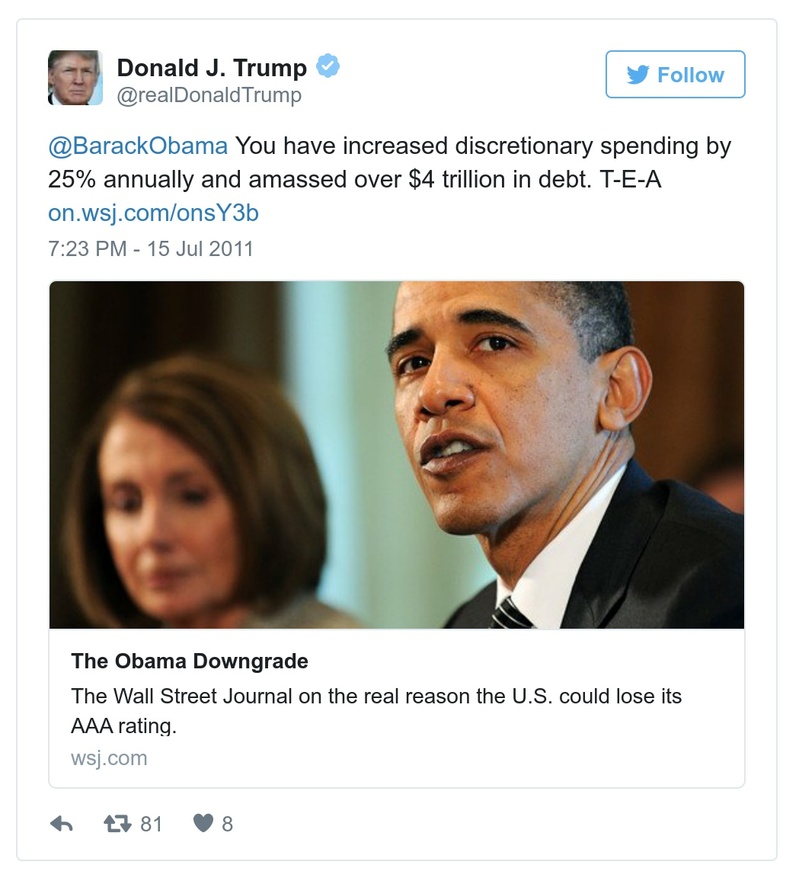 Donald J. Trump
@realDonaldTrump
Follow
@BarackObama You have increased discretionary spending by
25% annually and amassed over $4 trillion in debt. T-E-A
on.wsj.com/onsY3b
7:23 PM - 15 Jul 2011
The Obama Downgrade
The Wall Street Journal on the real reason the U.S. could lose its
AAA rating.
wsj.com
81
8